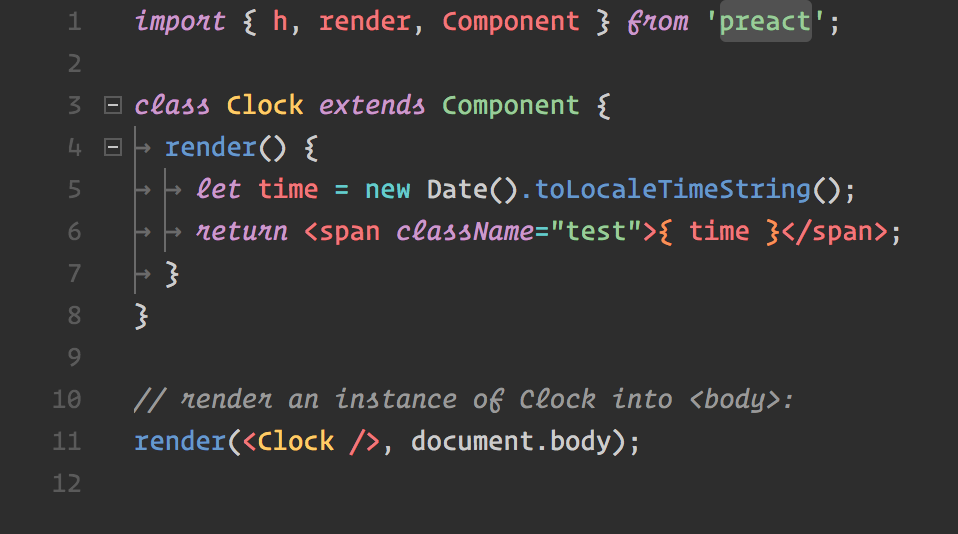 1 import { h, render, Component } from 'preact';
2
3 class Clock extends Component {
4 render() {
5 let time = new Date().toLocaleTimeString();
6 return <span className="test">{ time }</span>;
7 }
8 }
9
10 // render an instance of Clock into <body>:
11 render(<Clock />, document.body);
12